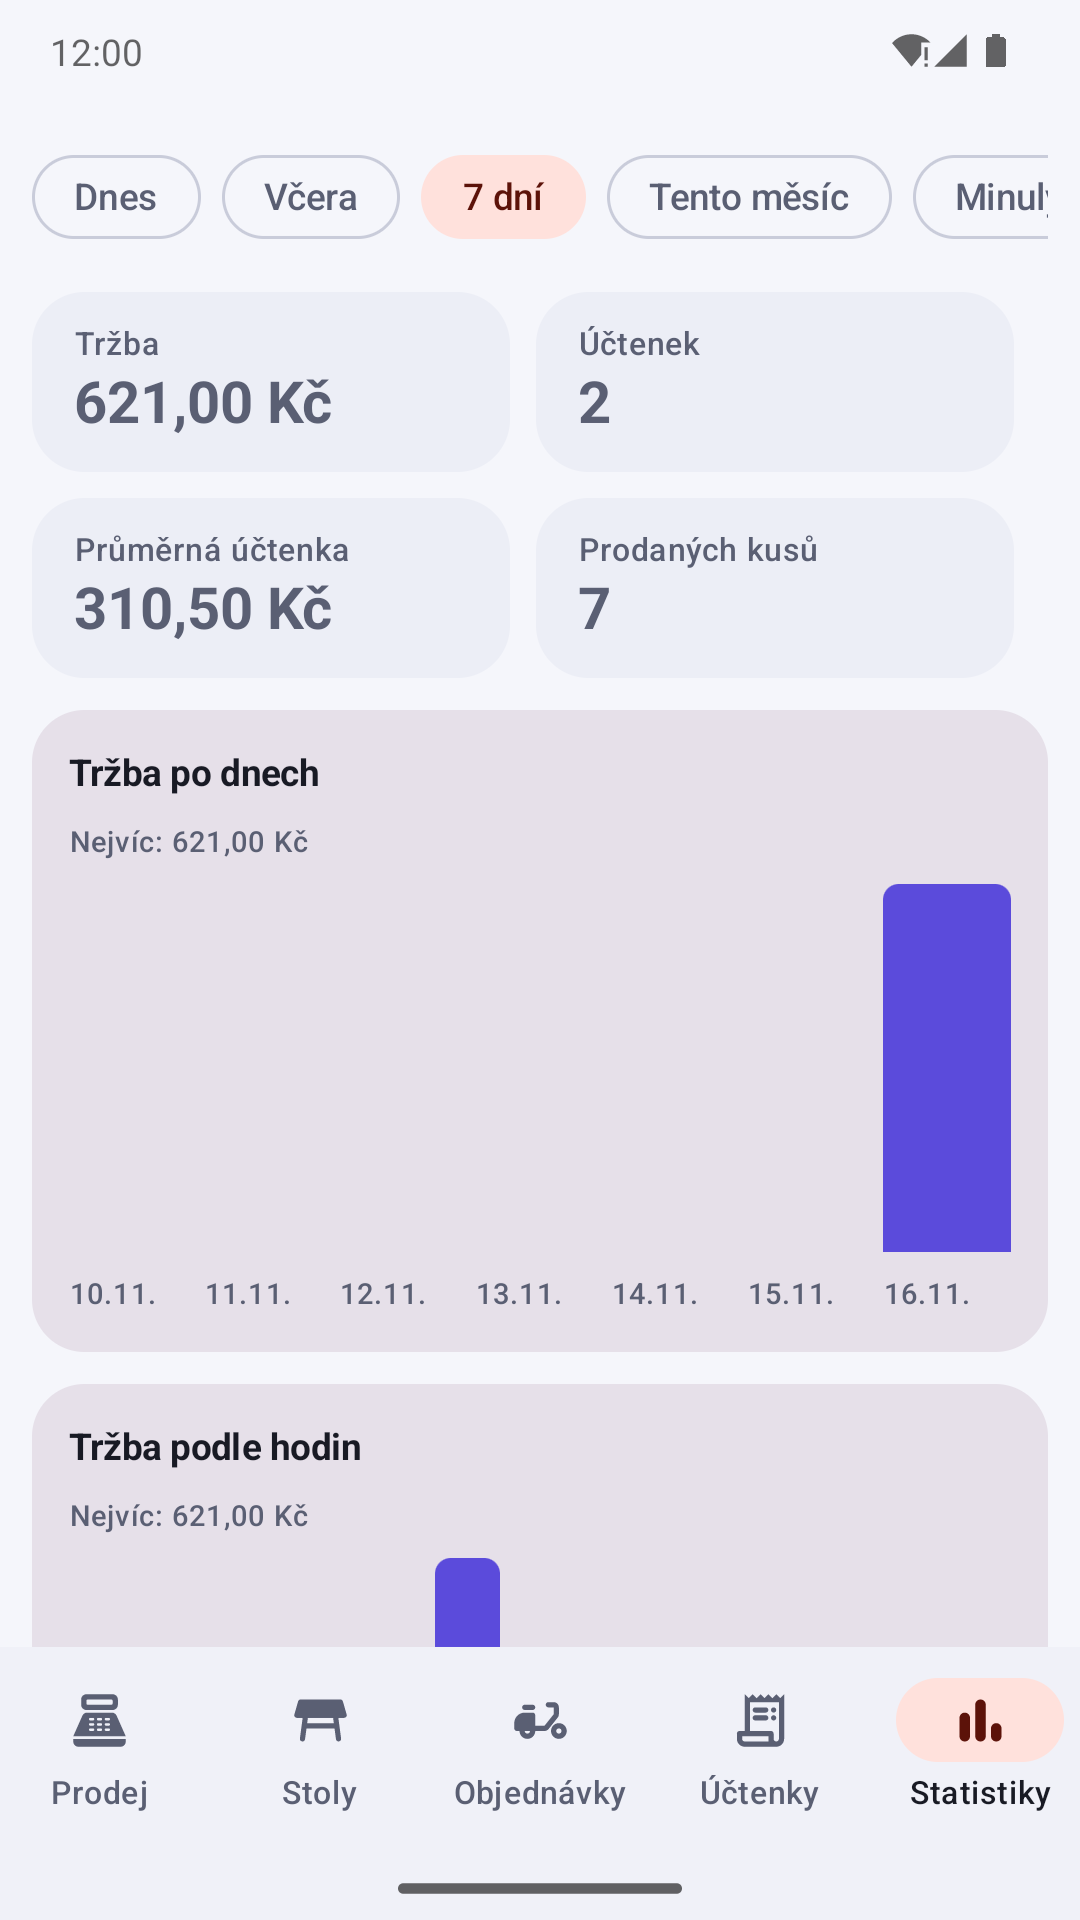 12:00
Dnes Včera 7 dní Tento měsíc Minulý
Tržba Účtenek
621,00 Kč 2
Průměrná účtenka Prodaných kusů
310,50 Kč 7
Tržba po dnech
Nejvíc: 621,00 Kč
10.11. 11.11. 12.11. 13.11. 14.11. 15.11. 16.11.
Tržba podle hodin
Nejvíc: 621,00 Kč
Prodej Stoly Objednávky Účtenky Statistiky